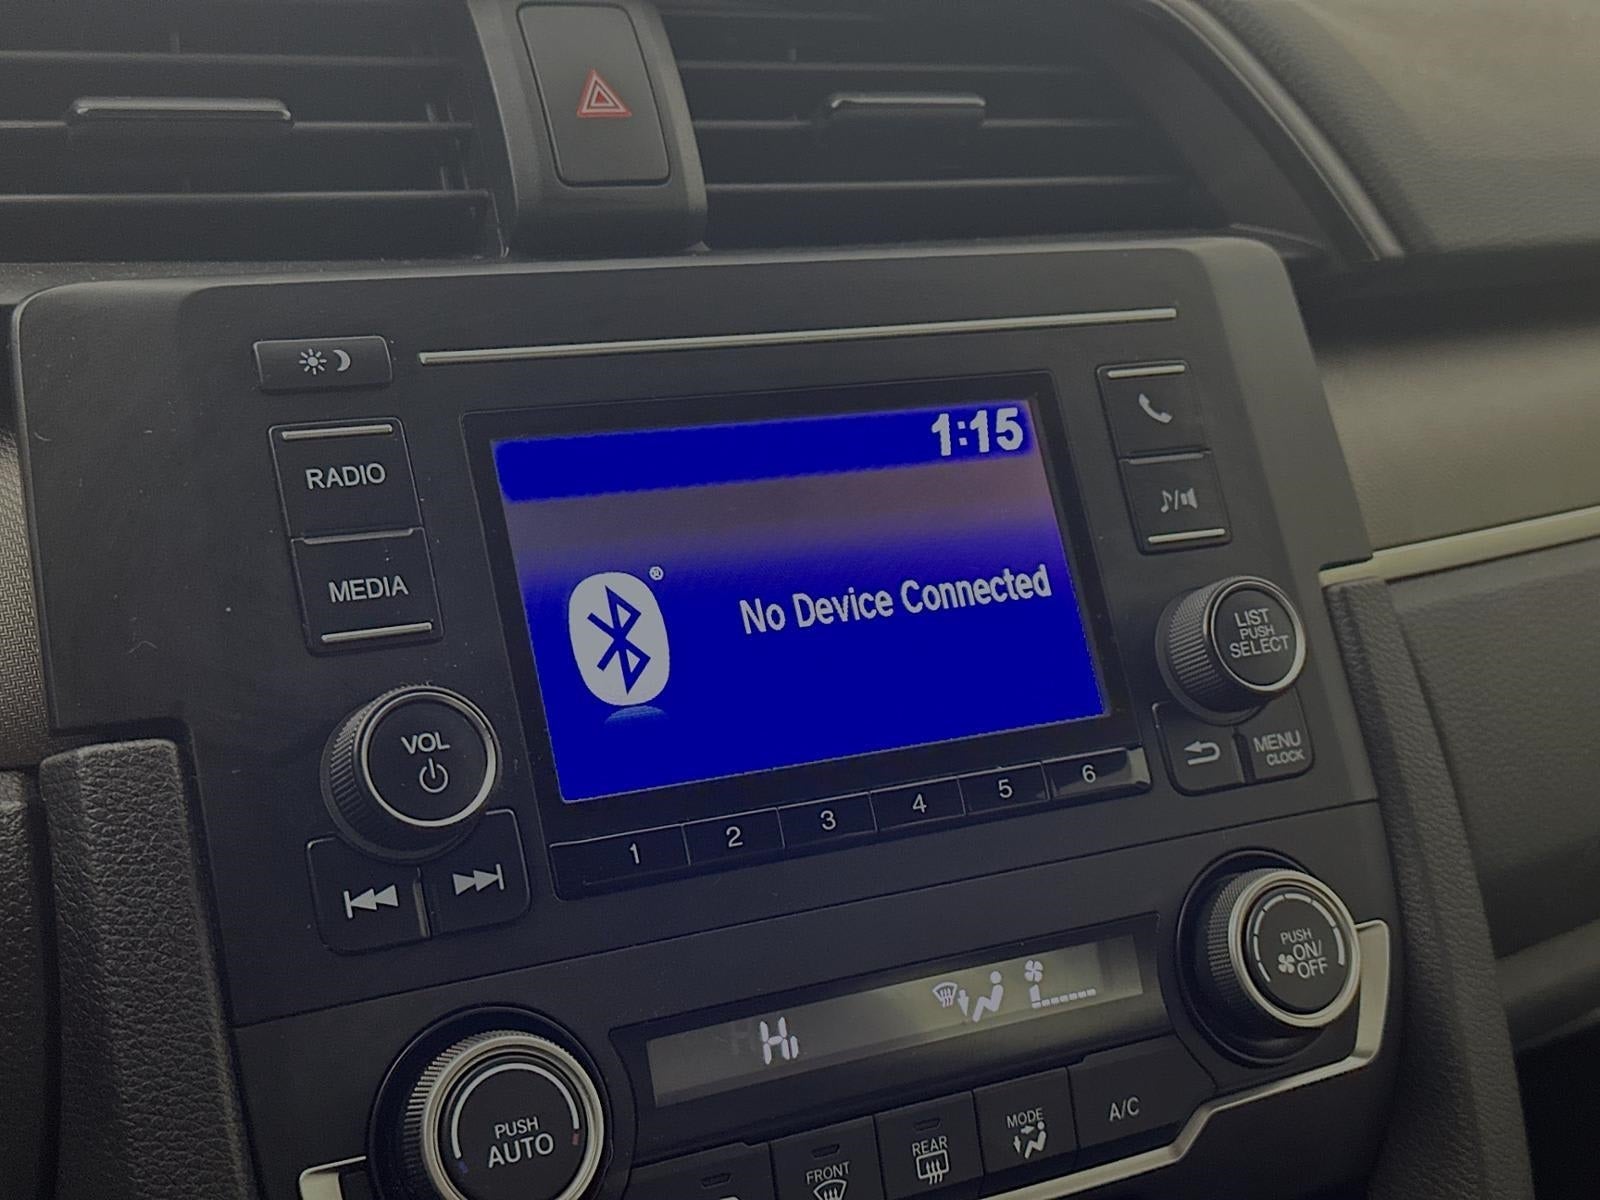 1:15
RADIO
MEDIA
No Device Connected
LIST
PUSH
SELECT
VOL
MENU
CLOCK
1 2 3 4 5 6
PUSH
ON/
OFF
Hi
PUSH
AUTO
FRONT
REAR
MODE
A/C